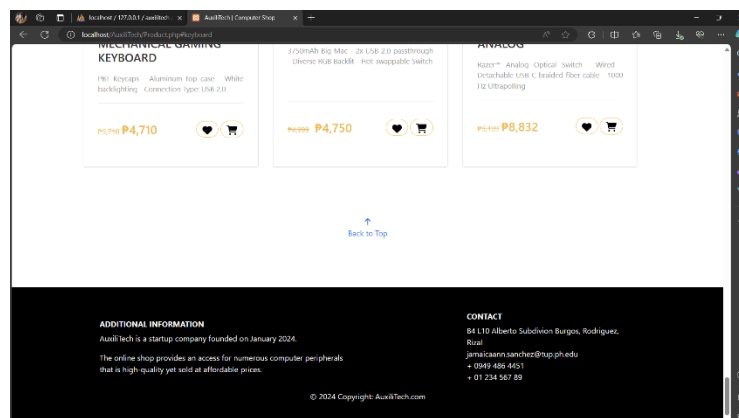 localhost / 127.0.0.1 / auxilitech
AuxiliTech | Computer Shop
localhost/AuxiliTech/Product.php#keyboard
MECHANICAL GAMING
KEYBOARD
PBT Keycaps Aluminum top case White
backlighting Connection Type: USB 2.0
₱4,710
3750mAh Big Mac · 2x USB 2.0 passthrough
Diverse RGB Backlit · Hot swappable Switch
₱4,750
ANALOG
Razer™ Analog Optical Switch Wired
Detachable USB C braided fiber cable 1000
Hz Ultrapolling
₱8,832
Back to Top
ADDITIONAL INFORMATION
AuxiliTech is a startup company founded on January 2024.
The online shop provides an access for numerous computer peripherals
that is high-quality yet sold at affordable prices.
CONTACT
B4 L10 Alberto Subdivion Burgos, Rodriguez,
Rizal
jamaicaann.sanchez@tup.ph.edu
+ 0949 486 4451
+ 01 234 567 89
© 2024 Copyright: AuxiliTech.com